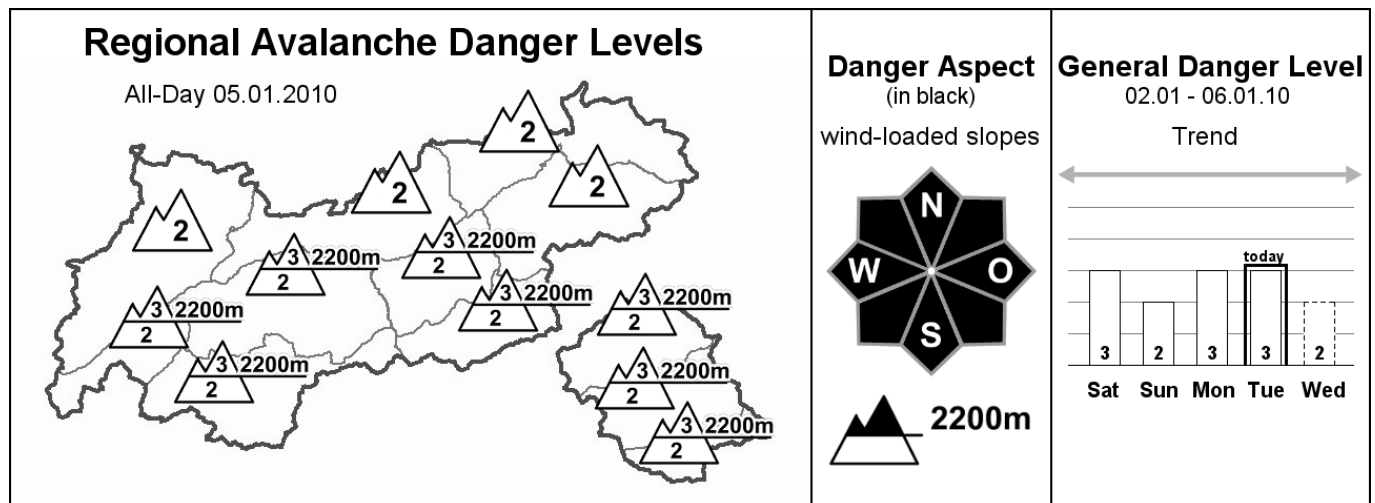 Regional Avalanche Danger Levels
All-Day 05.01.2010
2
2
2
2
3 2200m
2
3 2200m
2
3 2200m
2
3 2200m
2
3 2200m
2
3 2200m
2
3 2200m
2
3 2200m
2
Danger Aspect
(in black)
wind-loaded slopes
N
W O
S
2200m
General Danger Level
02.01 - 06.01.10
Trend
today
3 2 3 3 2
Sat Sun Mon Tue Wed